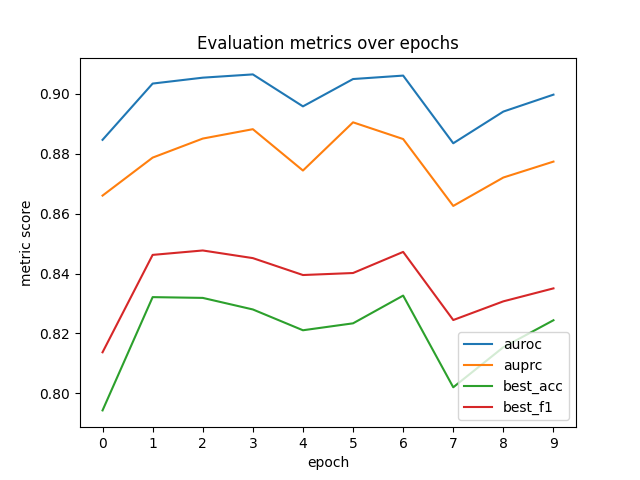 Evaluation metrics over epochs
metric score
0.90
0.88
0.86
0.84
0.82
0.80
auroc
auprc
best_acc
best_f1
0 1 2 3 4 5 6 7 8 9
epoch